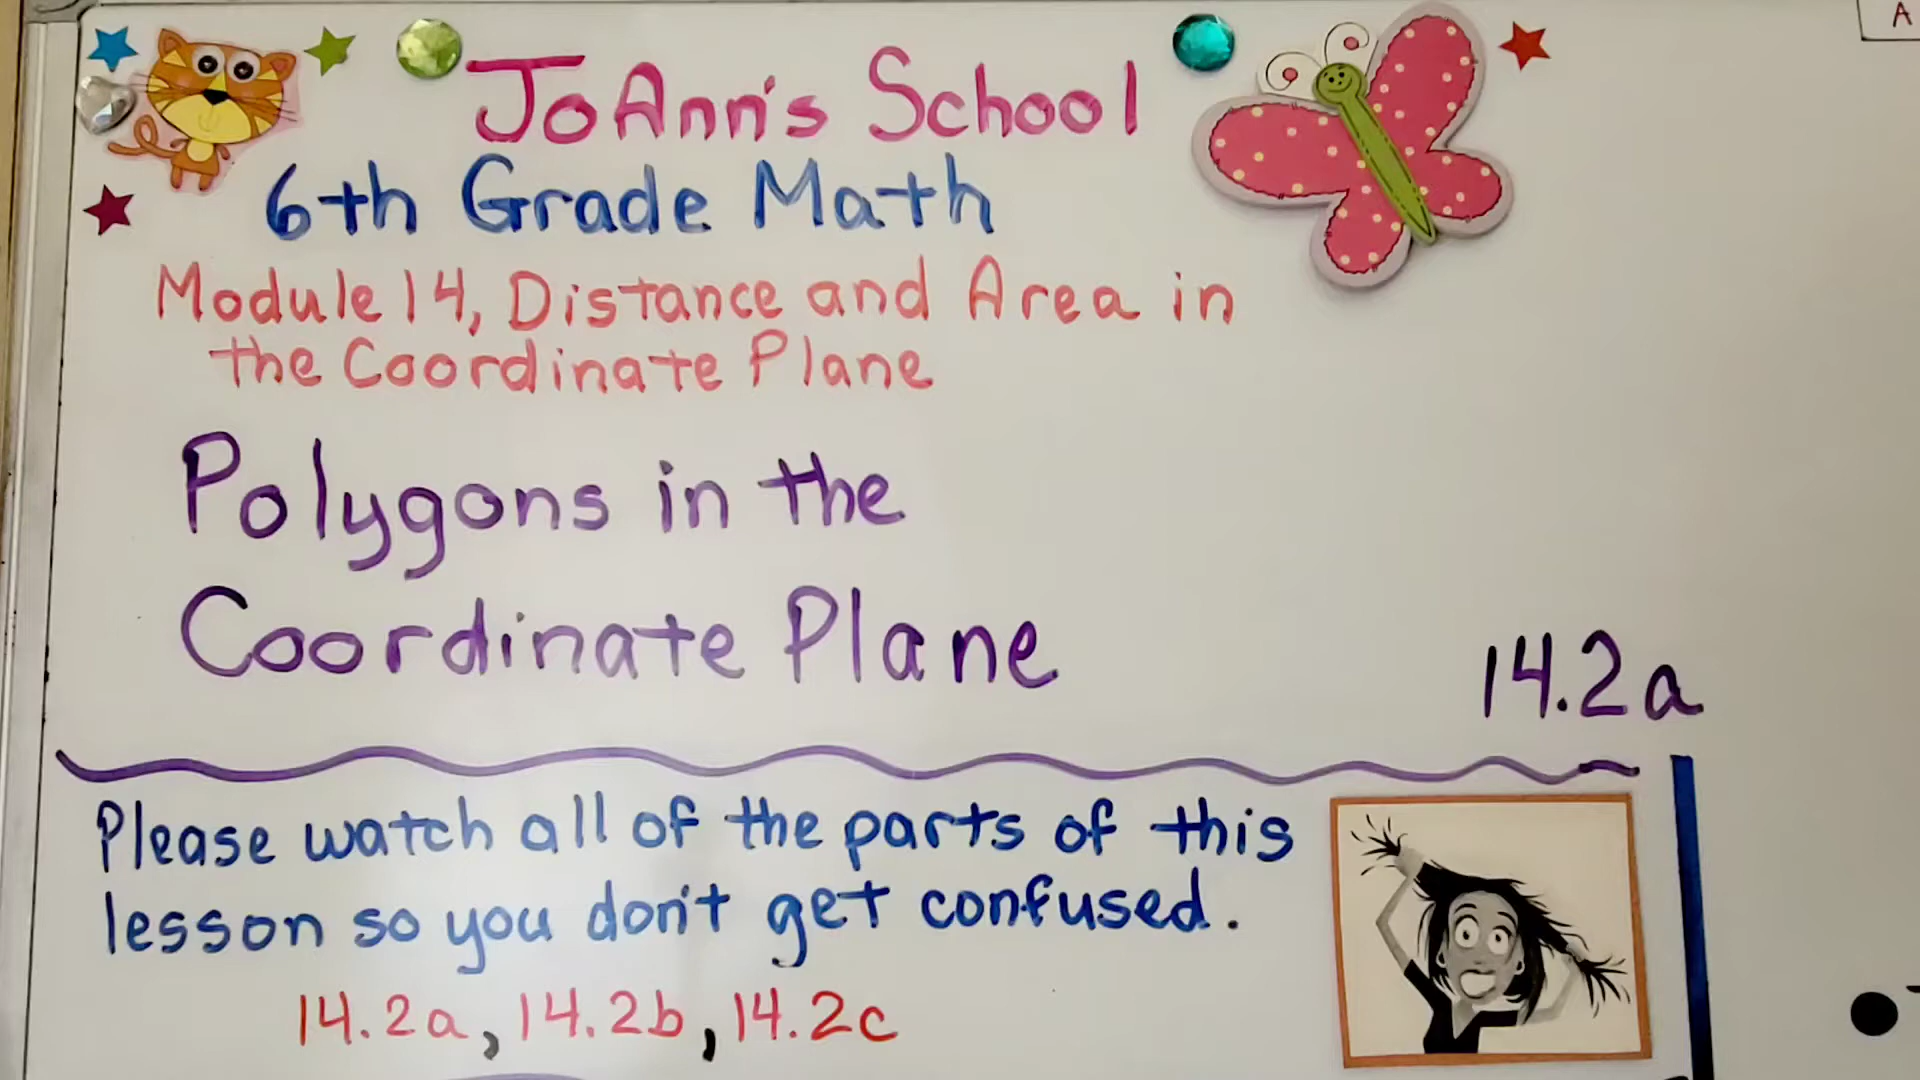 JoAnn's School
6th Grade Math
Module 14, Distance and Area in
the Coordinate Plane
Polygons in the
Coordinate Plane
14.2a
Please watch all of the parts of this
lesson so you don't get confused.
14.2a, 14.2b, 14.2c
A